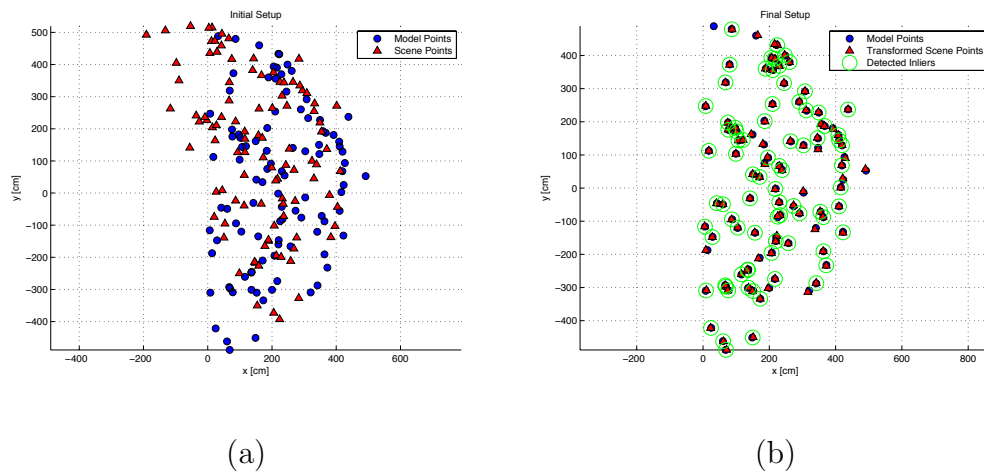 Initial Setup
Model Points
Scene Points
500
400
300
200
100
0
−100
−200
−300
−400
y [cm]
−400
−200
0
200
400
600
x [cm]
(a)
Final Setup
Model Points
Transformed Scene Points
Detected Inliers
400
300
200
100
0
−100
−200
−300
−400
y [cm]
−200
0
200
400
600
800
x [cm]
(b)